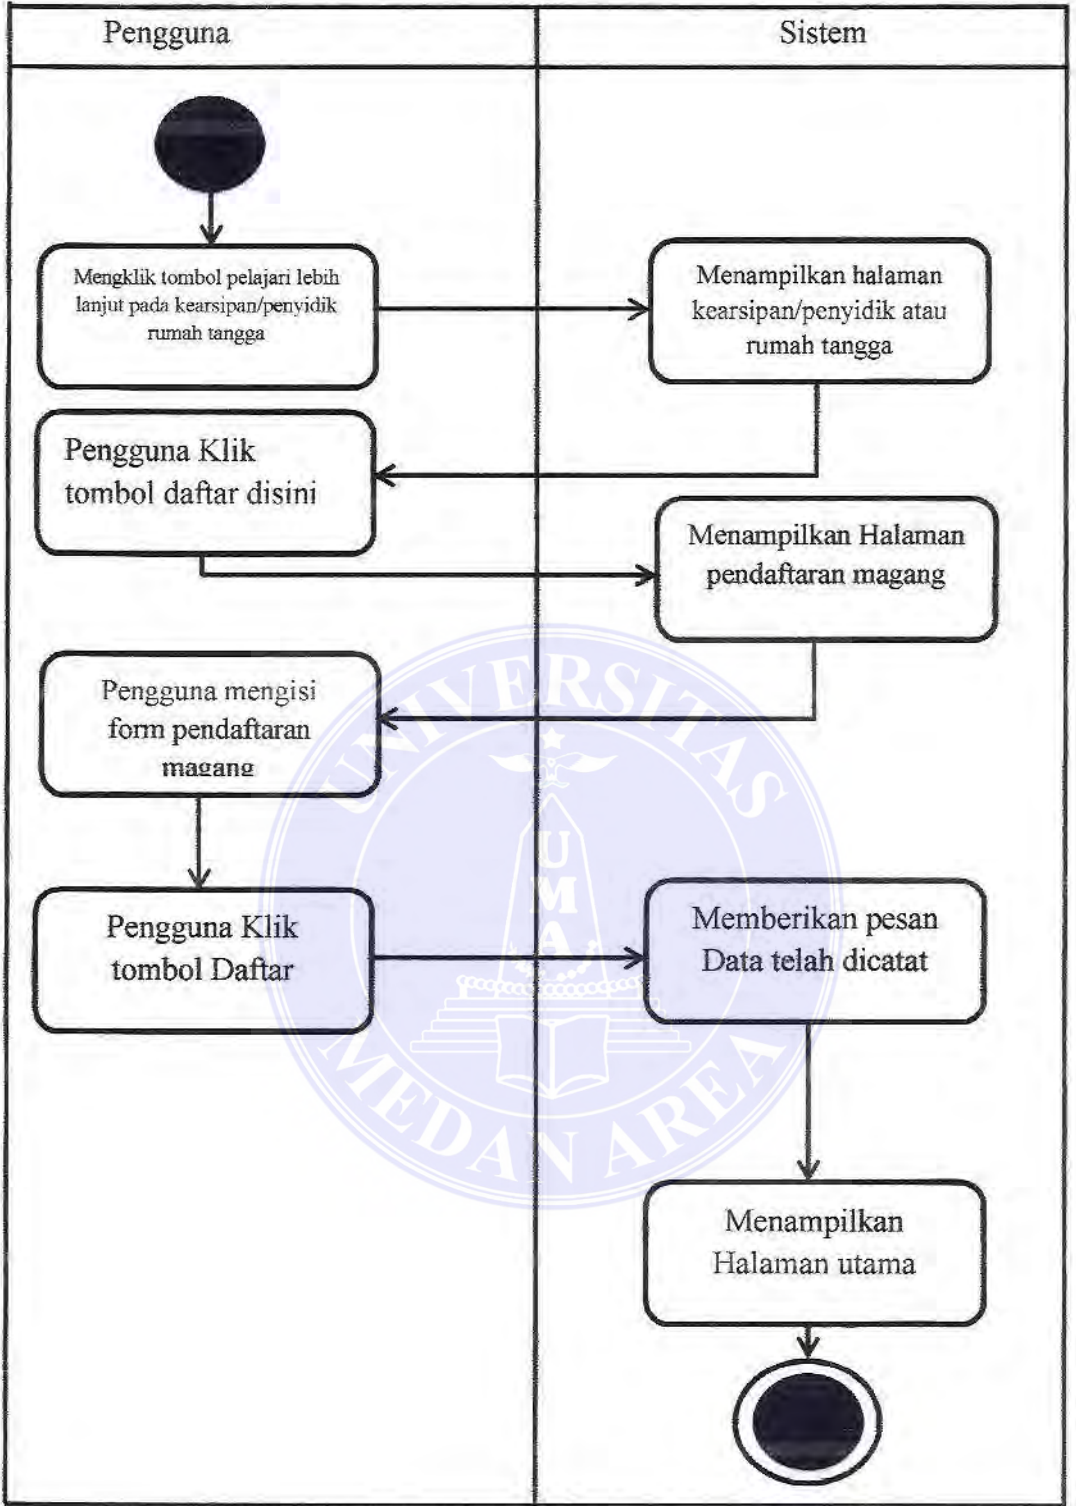 Pengguna
Sistem
Mengklik tombol pelajari lebih
lanjut pada kearsipan/penyidik
rumah tangga
Menampilkan halaman
kearsipan/penyidik atau
rumah tangga
Pengguna Klik
tombol daftar disini
Menampilkan Halaman
pendaftaran magang
Pengguna mengisi
form pendaftaran
magang
Pengguna Klik
tombol Daftar
Memberikan pesan
Data telah dicatat
Menampilkan
Halaman utama
UNIVERSITAS
UMA
MEDAN AREA